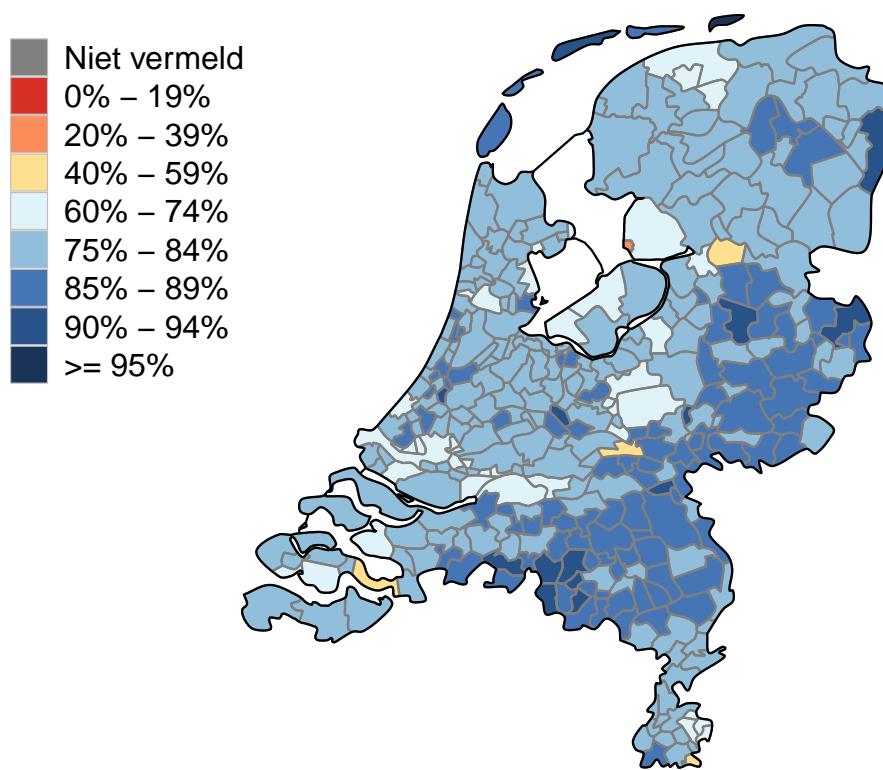 Niet vermeld
0% – 19%
20% – 39%
40% – 59%
60% – 74%
75% – 84%
85% – 89%
90% – 94%
>= 95%